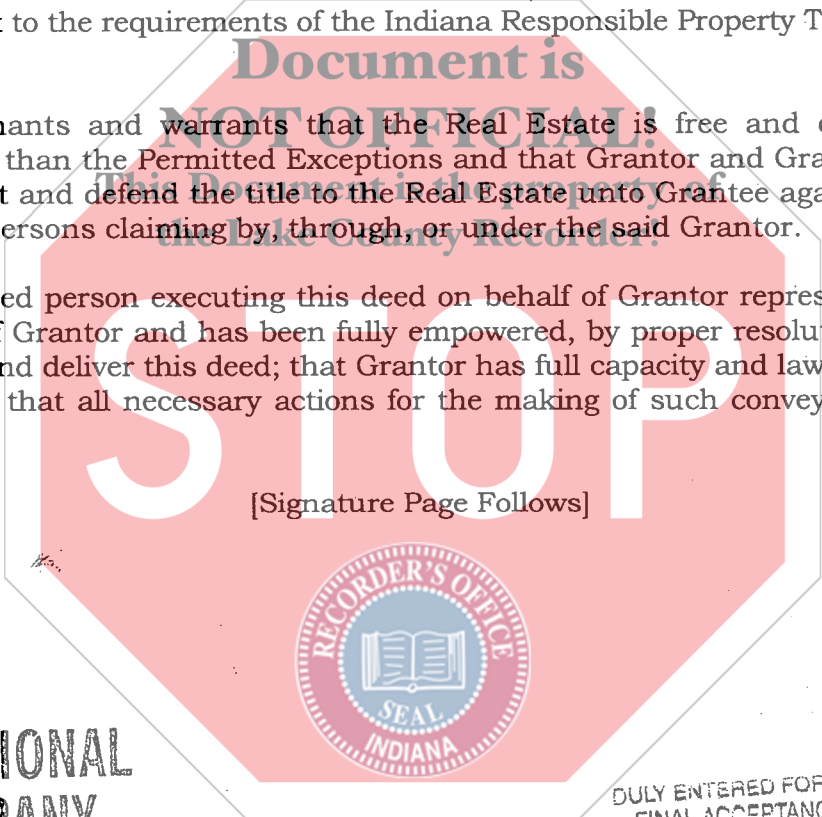 to the requirements of the Indiana Responsible Property T
Document is
NOT OFFICIAL!
nants and warrants that the Real Estate is free and
than the Permitted Exceptions and that Grantor and Gra
This Document is the property of
t and defend the title to the Real Estate unto Grantee aga
ersons claiming by, through, or under the said Grantor.
the Lake County Recorder!
ed person executing this deed on behalf of Grantor repres
f Grantor and has been fully empowered, by proper resolu
nd deliver this deed; that Grantor has full capacity and law
that all necessary actions for the making of such convey
STOP
[Signature Page Follows]
RECORDER'S OFFICE
SEAL
INDIANA
IONAL
PANY
DULY ENTERED FOR
FINAL ACCEPTANC